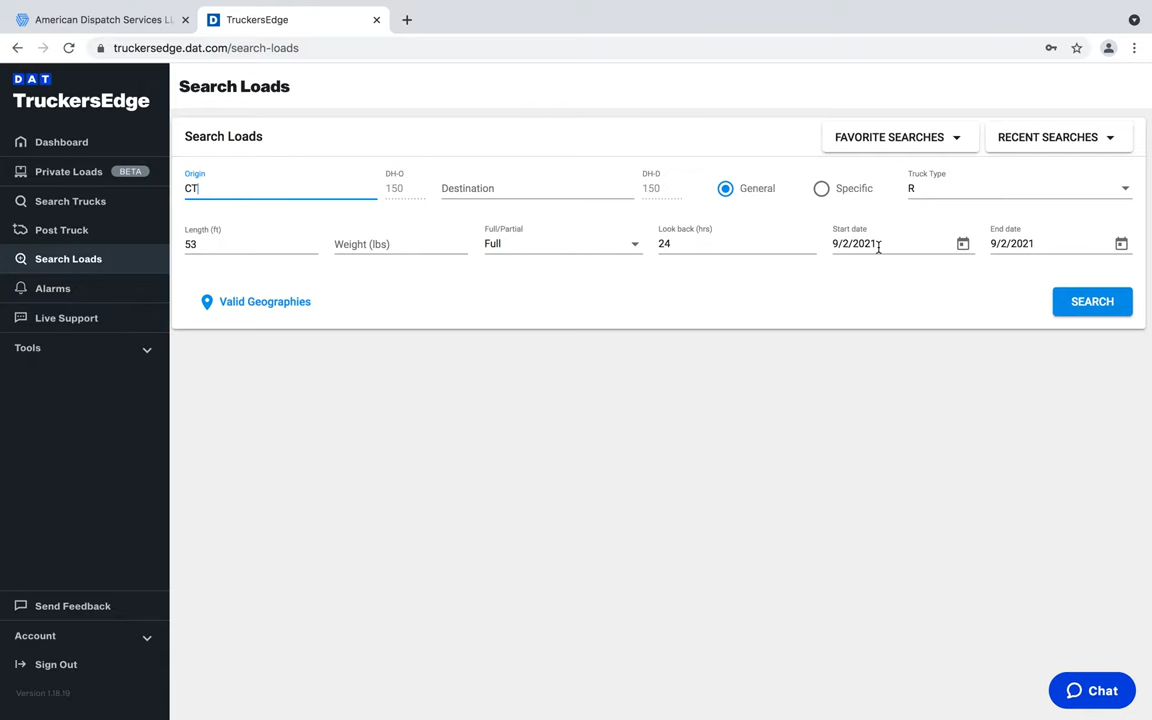 American Dispatch Services LL
TruckersEdge
truckersedge.dat.com/search-loads
DAT
TruckersEdge
Dashboard
Private Loads BETA
Search Trucks
Post Truck
Search Loads
Alarms
Live Support
Tools
Send Feedback
Account
Sign Out
Version 1.18.19
Search Loads
Search Loads
FAVORITE SEARCHES
RECENT SEARCHES
Origin DH-O DH-D Truck Type
CT 150 Destination 150 General Specific R
Length (ft) Full/Partial Look back (hrs) Start date End date
53 Weight (lbs) Full 24 9/2/2021 9/2/2021
Valid Geographies
SEARCH
Chat